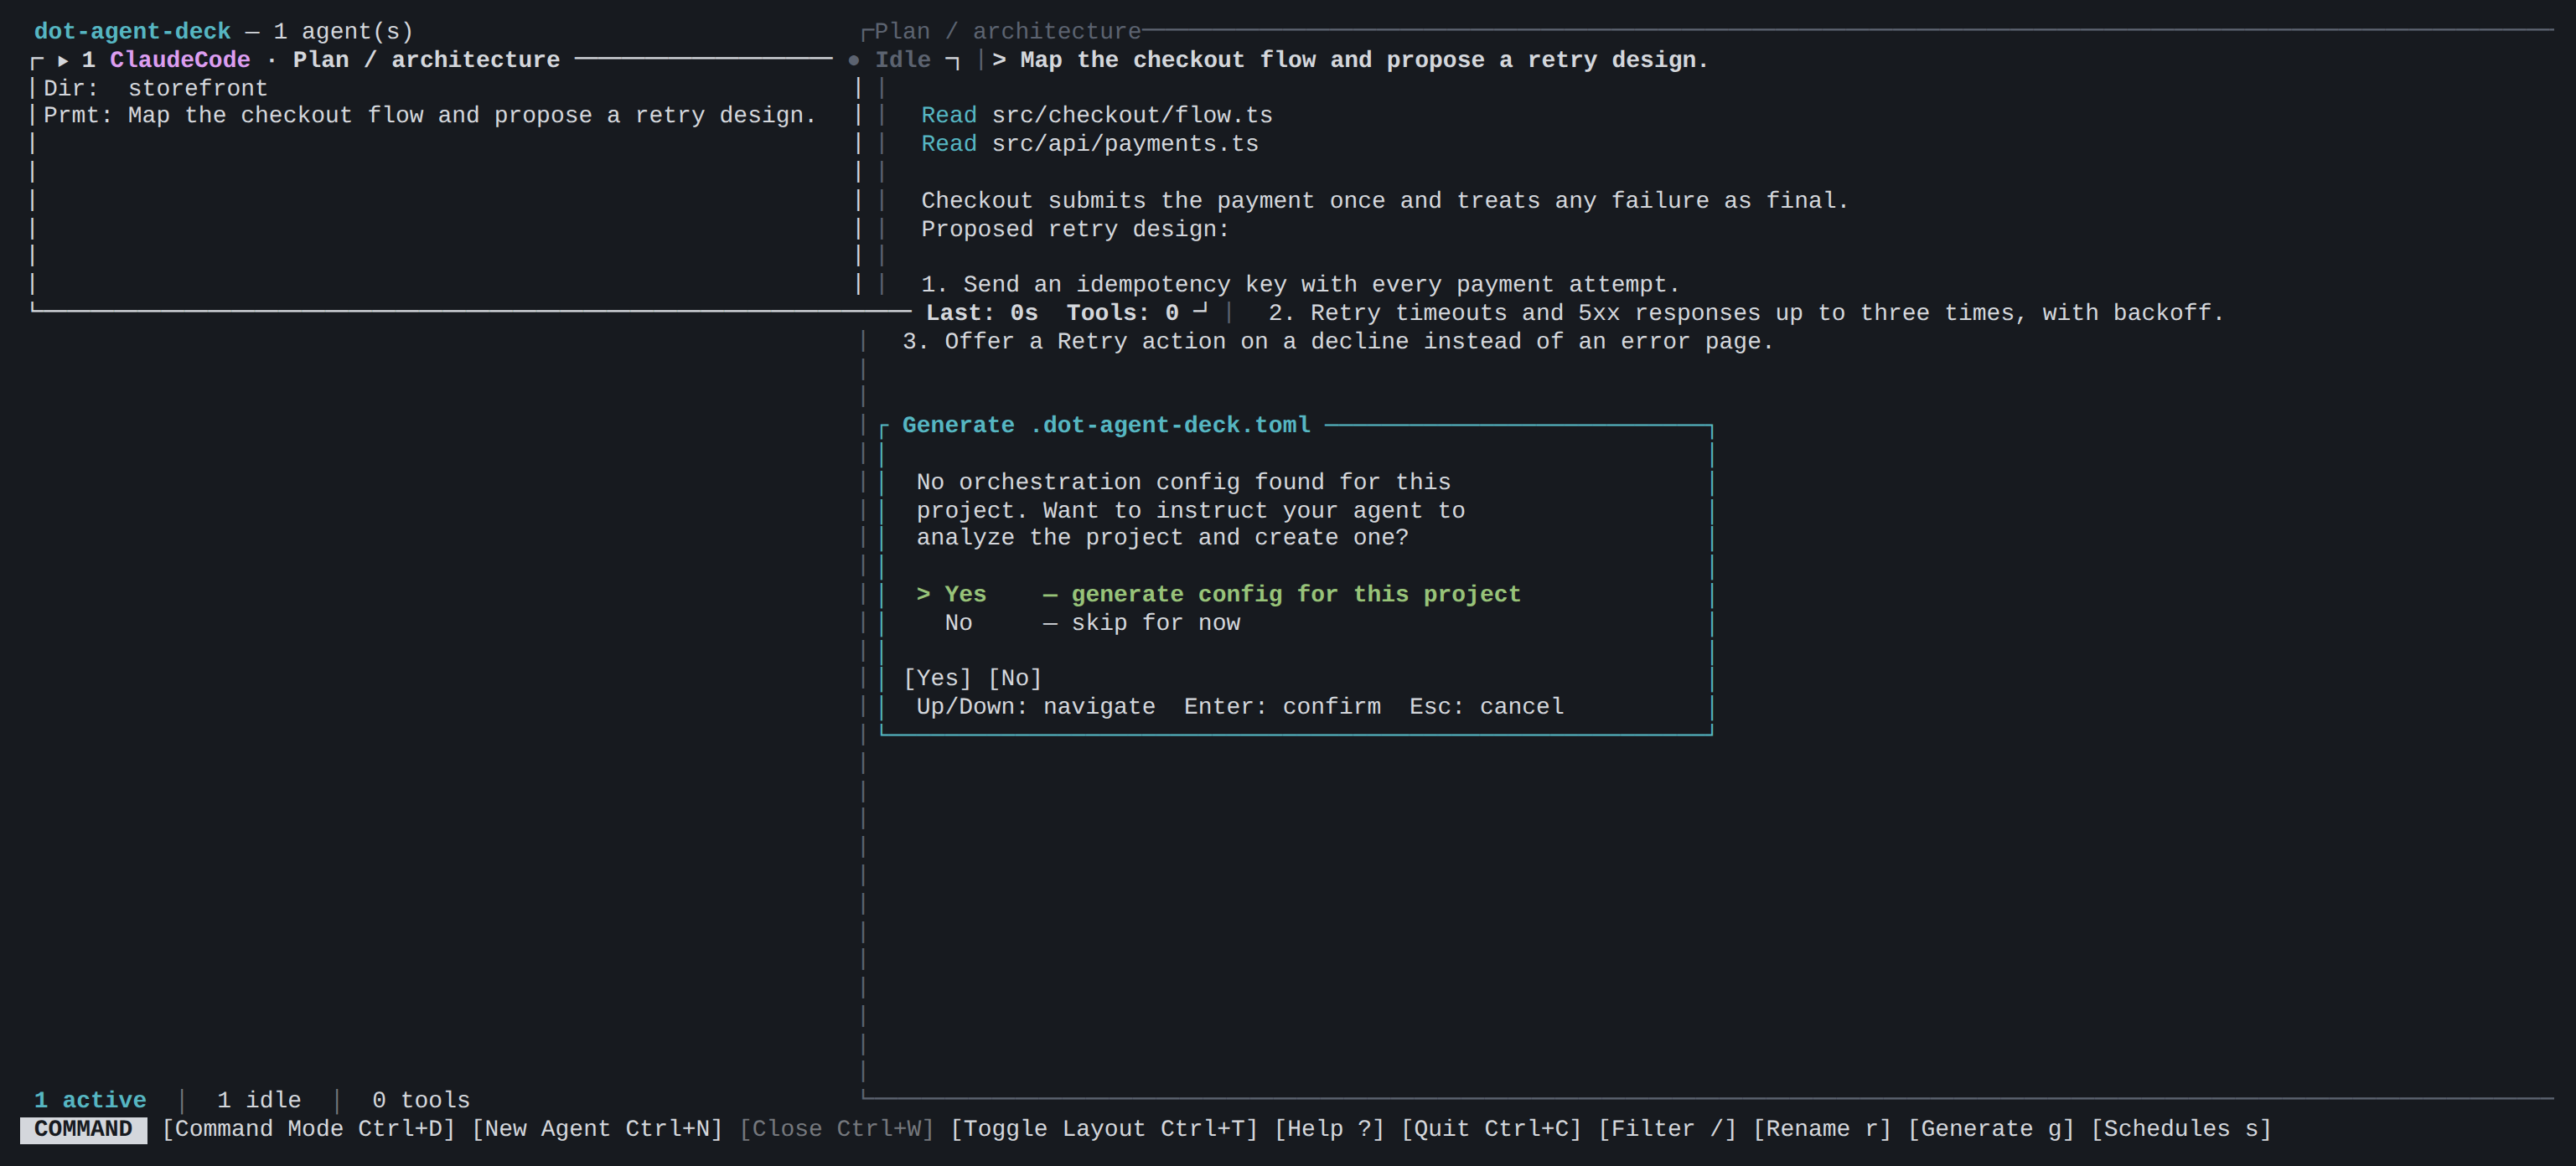 dot-agent-deck — 1 agent(s)
Plan / architecture
▸ 1 ClaudeCode · Plan / architecture ● Idle
> Map the checkout flow and propose a retry design.
Dir:  storefront
Prmt: Map the checkout flow and propose a retry design.
Read src/checkout/flow.ts
Read src/api/payments.ts
Checkout submits the payment once and treats any failure as final.
Proposed retry design:
1. Send an idempotency key with every payment attempt.
Last: 0s  Tools: 0
2. Retry timeouts and 5xx responses up to three times, with backoff.
3. Offer a Retry action on a decline instead of an error page.
Generate .dot-agent-deck.toml
No orchestration config found for this
project. Want to instruct your agent to
analyze the project and create one?
> Yes    — generate config for this project
No     — skip for now
[Yes] [No]
Up/Down: navigate  Enter: confirm  Esc: cancel
1 active │ 1 idle │ 0 tools
COMMAND [Command Mode Ctrl+D] [New Agent Ctrl+N] [Close Ctrl+W] [Toggle Layout Ctrl+T] [Help ?] [Quit Ctrl+C] [Filter /] [Rename r] [Generate g] [Schedules s]